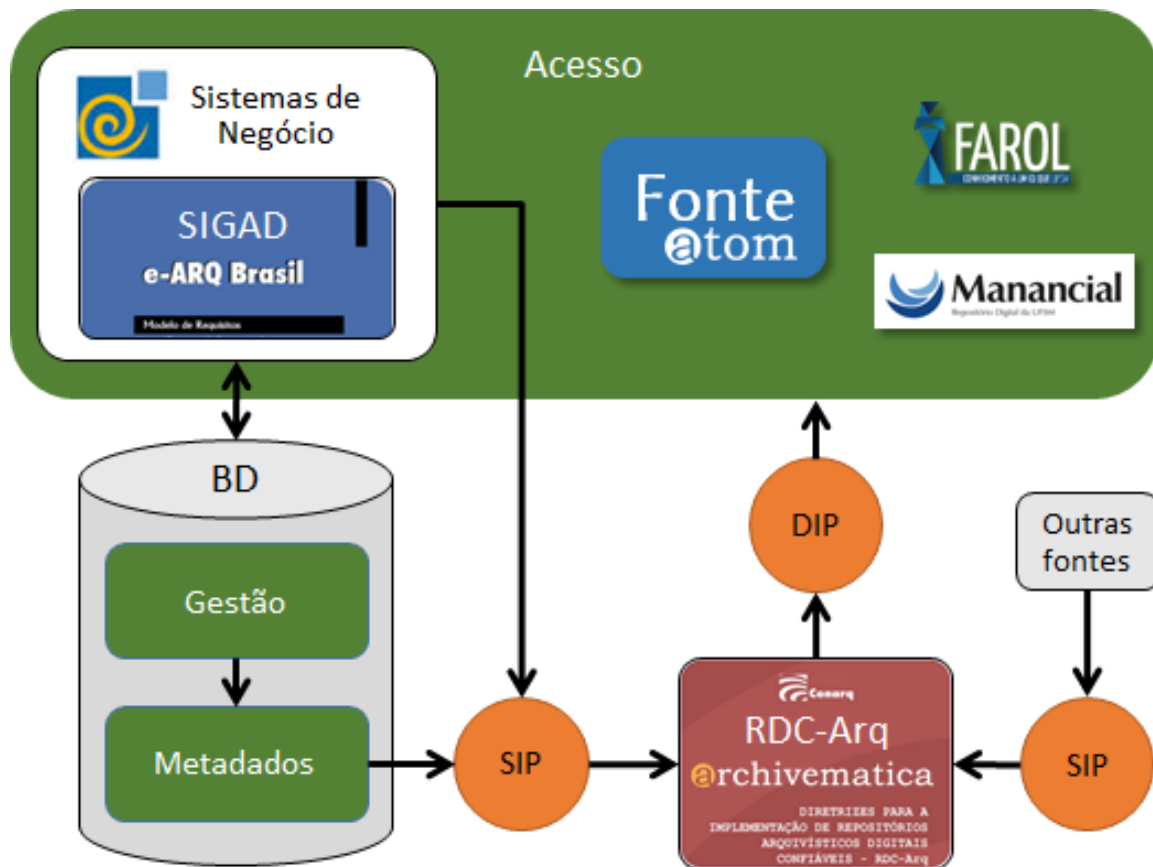 Acesso
Sistemas de
Negócio
SIGAD
e-ARQ Brasil
Modelo de Requisitos
Fonte
atom
FAROL
Manancial
Repositório Digital da UFSM
BD
Gestão
Metadados
SIP
DIP
Outras
fontes
SIP
Conarq
RDC-Arq
archivematica
DIRETRIZES PARA A
IMPLEMENTAÇÃO DE REPOSITÓRIOS
ARQUIVÍSTICOS DIGITAIS
CONFIÁVEIS - RDC-Arq